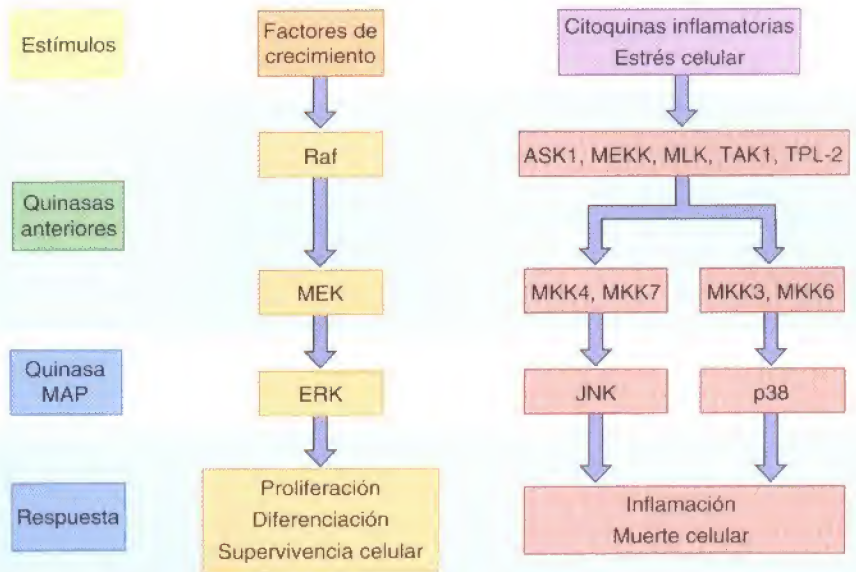 Estímulos
Factores de
crecimiento
Citoquinas inflamatorias
Estrés celular
Raf
ASK1, MEKK, MLK, TAK1, TPL-2
Quinasas
anteriores
MEK
MKK4, MKK7
MKK3, MKK6
Quinasa
MAP
ERK
JNK
p38
Respuesta
Proliferación
Diferenciación
Supervivencia celular
Inflamación
Muerte celular